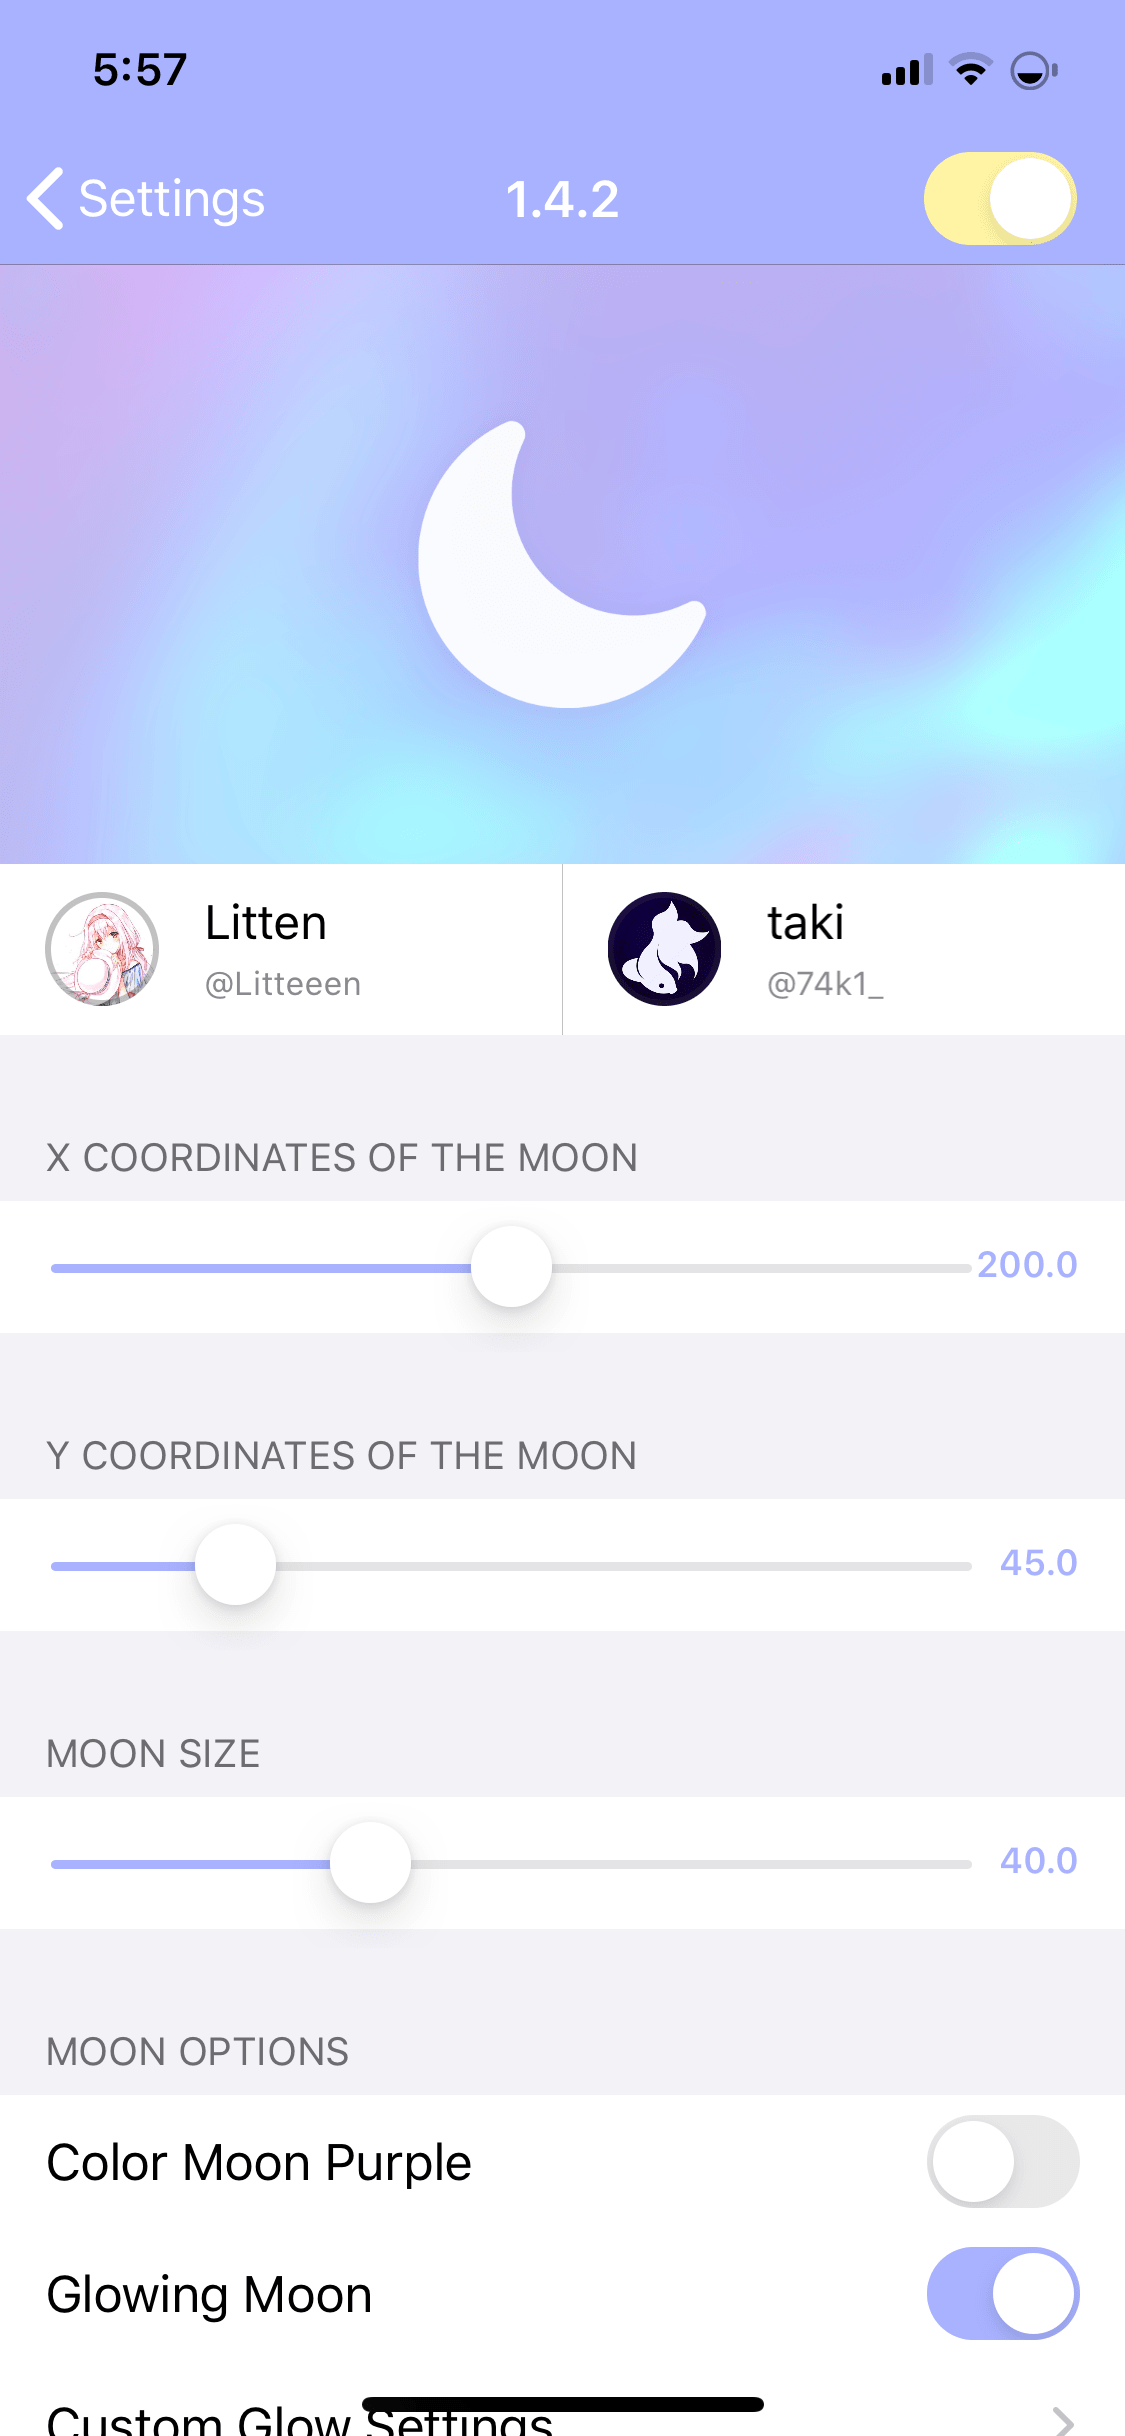 5:57
Settings
1.4.2
Litten
@Litteeen
taki
@74k1_
X COORDINATES OF THE MOON
200.0
Y COORDINATES OF THE MOON
45.0
MOON SIZE
40.0
MOON OPTIONS
Color Moon Purple
Glowing Moon
Custom Glow Settings